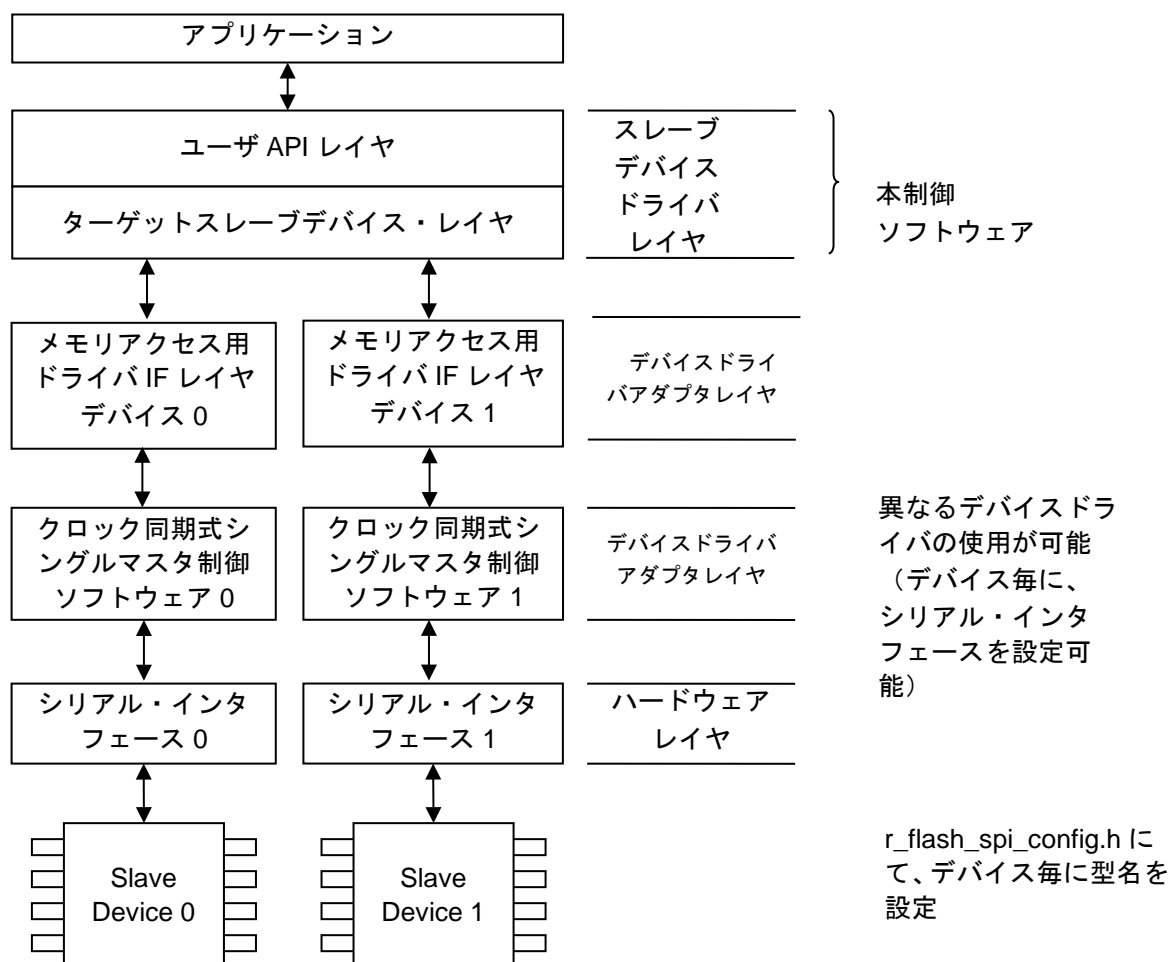 アプリケーション
ユーザ API レイヤ
ターゲットスレーブデバイス・レイヤ
スレーブ
デバイス
ドライバ
レイヤ
本制御
ソフトウェア
メモリアクセス用
ドライバ IF レイヤ
デバイス 0
メモリアクセス用
ドライバ IF レイヤ
デバイス 1
デバイスドライ
バアダプタレイヤ
クロック同期式シ
ングルマスタ制御
ソフトウェア 0
クロック同期式シ
ングルマスタ制御
ソフトウェア 1
デバイスドライバ
アダプタレイヤ
異なるデバイスドラ
イバの使用が可能
（デバイス毎に、
シリアル・インタ
フェースを設定可
能）
シリアル・インタ
フェース 0
シリアル・インタ
フェース 1
ハードウェア
レイヤ
Slave
Device 0
Slave
Device 1
r_flash_spi_config.h に
て、デバイス毎に型名を
設定